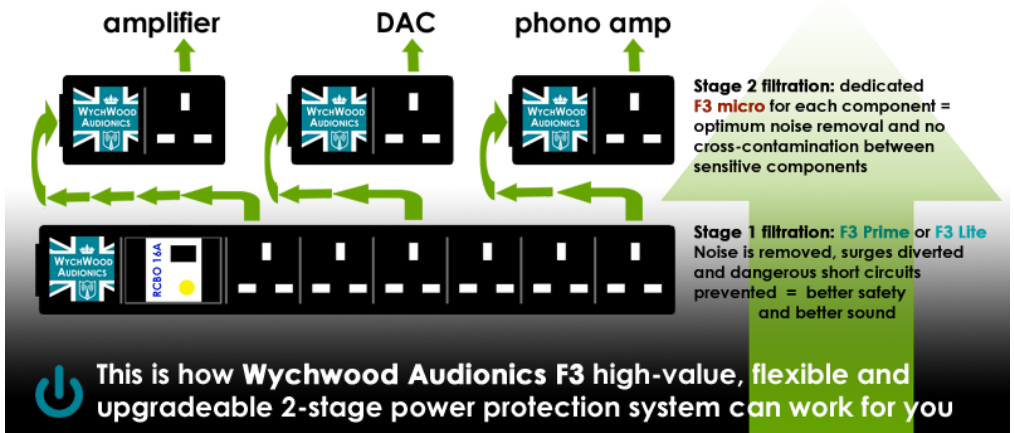 amplifier DAC phono amp
WYCHWOOD
AUDIONICS
WYCHWOOD
AUDIONICS
WYCHWOOD
AUDIONICS
Stage 2 filtration: dedicated
F3 micro for each component =
optimum noise removal and no
cross-contamination between
sensitive components
WYCHWOOD
AUDIONICS
RCBO 16A
Stage 1 filtration: F3 Prime or F3 Lite
Noise is removed, surges diverted
and dangerous short circuits
prevented = better safety
and better sound
This is how Wychwood Audionics F3 high-value, flexible and
upgradeable 2-stage power protection system can work for you